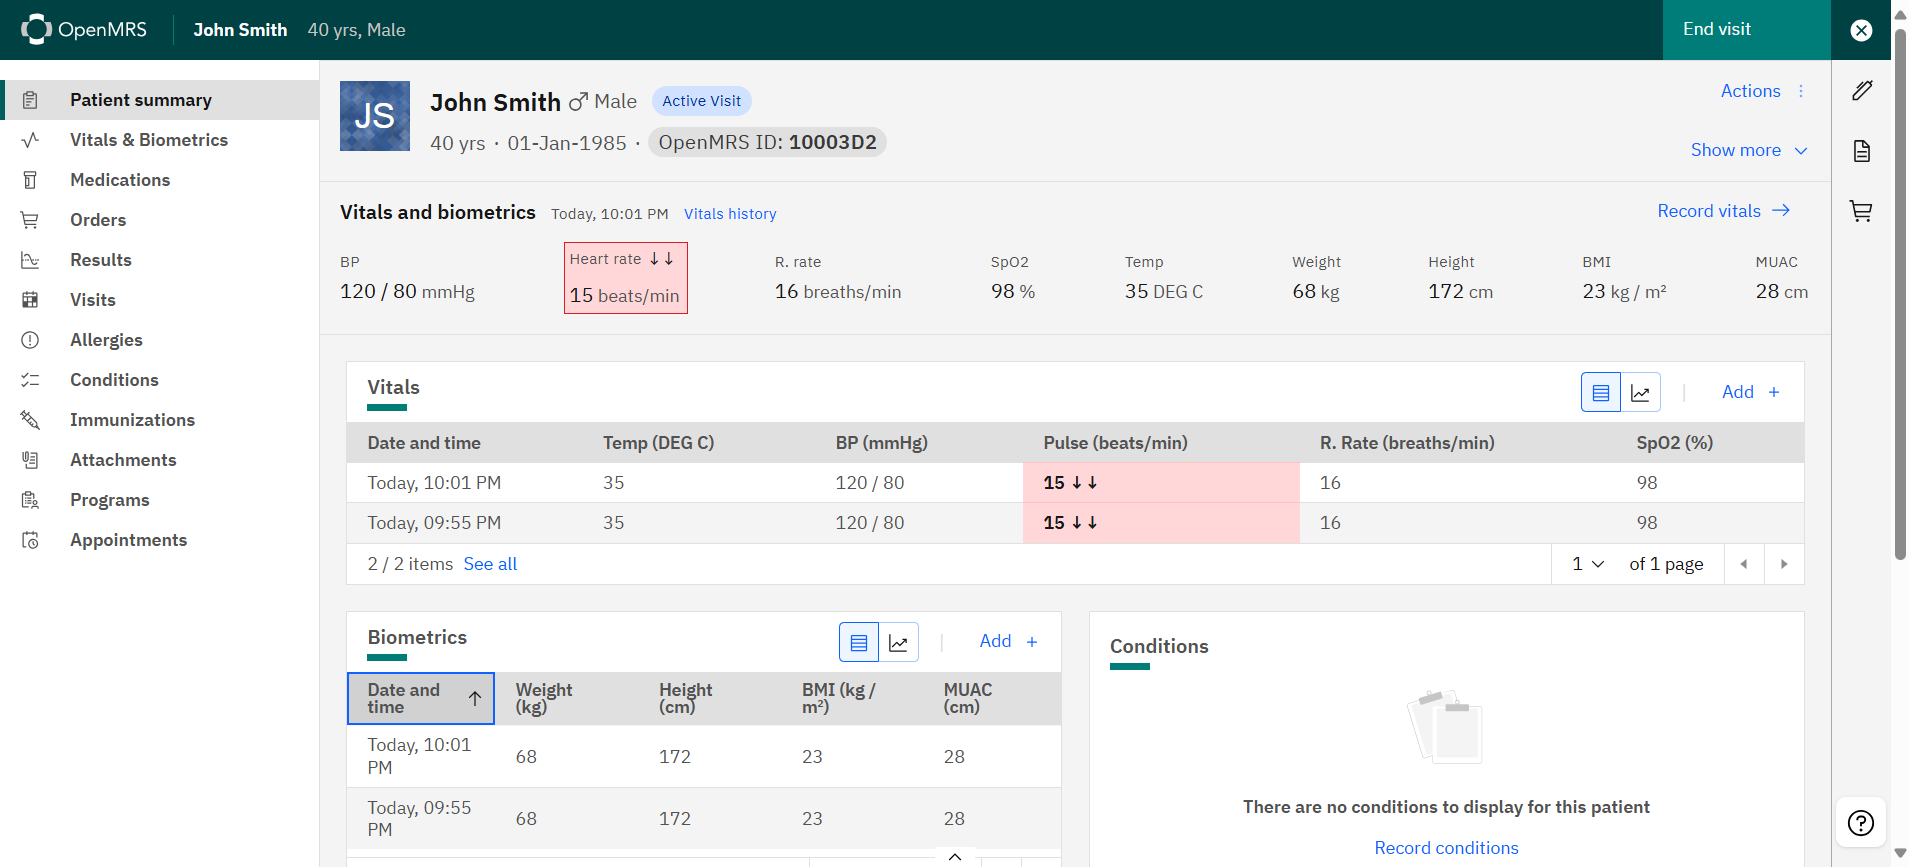 OpenMRS
John Smith 40 yrs, Male
End visit
Patient summary
Vitals & Biometrics
Medications
Orders
Results
Visits
Allergies
Conditions
Immunizations
Attachments
Programs
Appointments
JS
John Smith Male Active Visit
40 yrs · 01-Jan-1985 · OpenMRS ID: 10003D2
Actions
Show more
Vitals and biometrics Today, 10:01 PM Vitals history
Record vitals →
BP
120 / 80 mmHg
Heart rate ↓↓
15 beats/min
R. rate
16 breaths/min
SpO2
98 %
Temp
35 DEG C
Weight
68 kg
Height
172 cm
BMI
23 kg / m²
MUAC
28 cm
Vitals
Add +
Date and time Temp (DEG C) BP (mmHg) Pulse (beats/min) R. Rate (breaths/min) SpO2 (%)
Today, 10:01 PM 35 120 / 80 15 ↓↓ 16 98
Today, 09:55 PM 35 120 / 80 15 ↓↓ 16 98
2 / 2 items See all
1 of 1 page
Biometrics
Add +
Date and
time ↑
Weight
(kg)
Height
(cm)
BMI (kg /
m²)
MUAC
(cm)
Today, 10:01
PM
68 172 23 28
Today, 09:55
PM
68 172 23 28
Conditions
There are no conditions to display for this patient
Record conditions